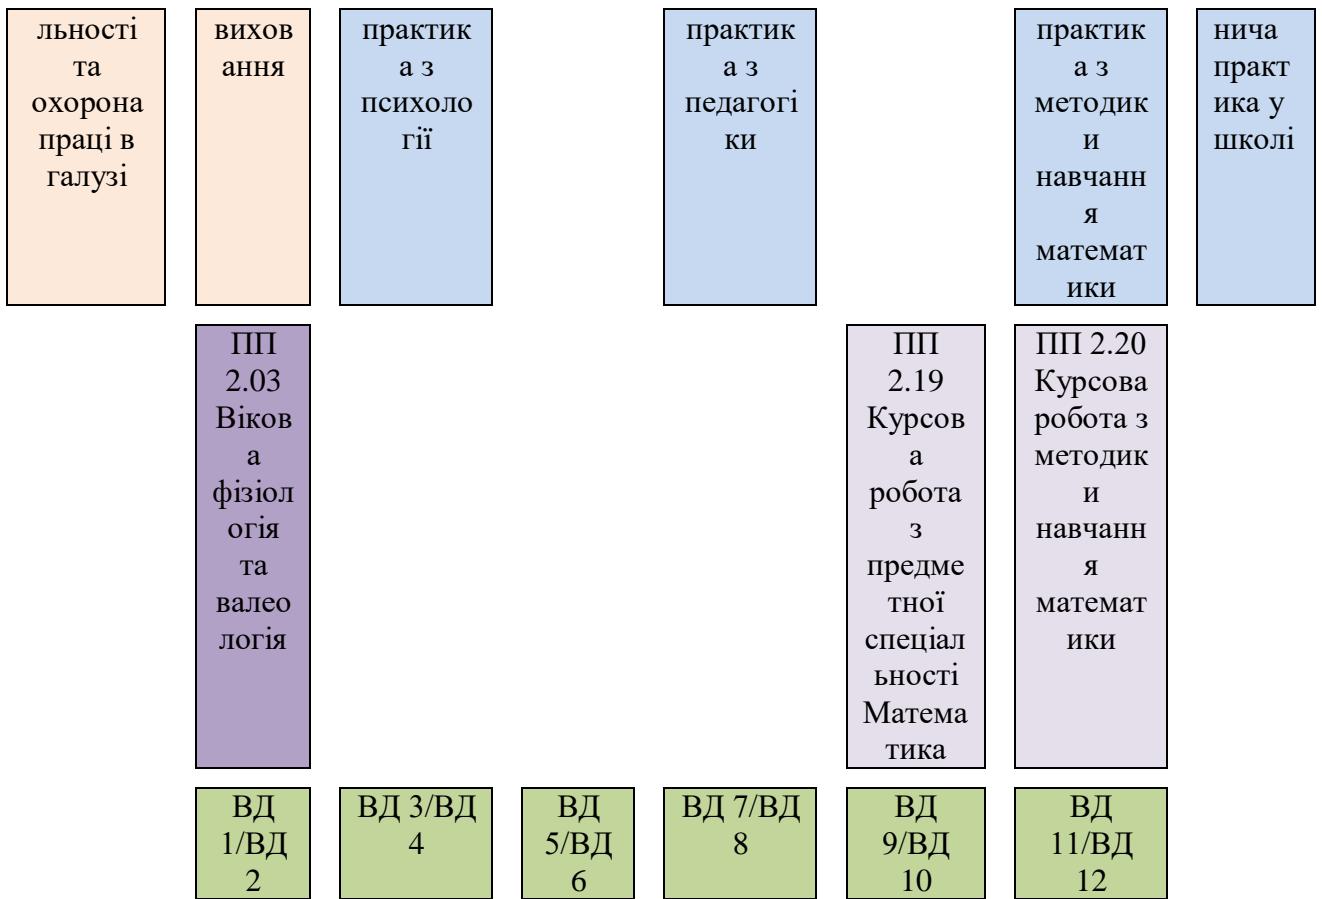 льності
та
охорона
праці в
галузі
вихов
ання
практик
а з
психоло
гії
практик
а з
педагогі
ки
практик
а з
методик
и
навчанн
я
математ
ики
нича
практ
ика у
школі
ПП
2.03
Віков
а
фізіол
огія
та
валео
логія
ПП
2.19
Курсов
а
робота
з
предме
тної
спеціал
ьності
Матема
тика
ПП 2.20
Курсова
робота з
методик
и
навчанн
я
математ
ики
ВД
1/ВД
2
ВД 3/ВД
4
ВД
5/ВД
6
ВД 7/ВД
8
ВД
9/ВД
10
ВД
11/ВД
12